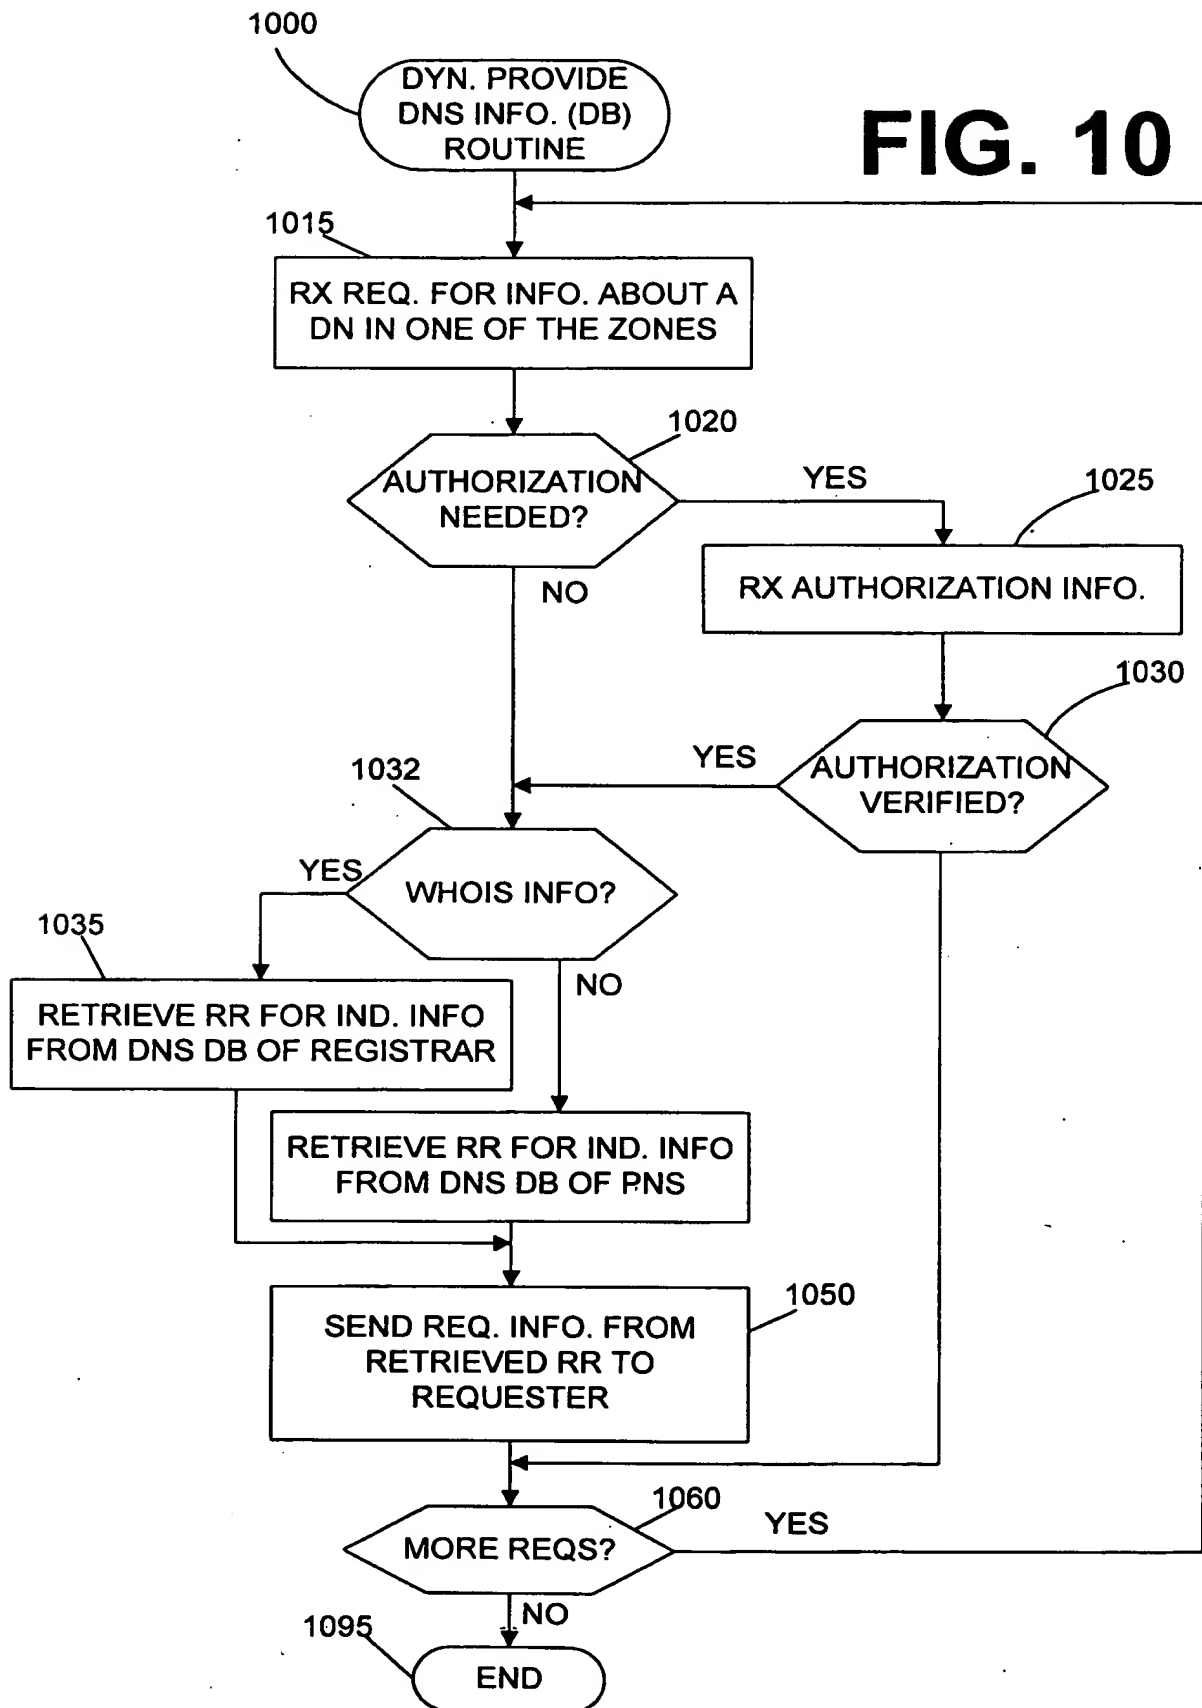 1000
DYN. PROVIDE
DNS INFO. (DB)
ROUTINE
FIG. 10
1015
RX REQ. FOR INFO. ABOUT A
DN IN ONE OF THE ZONES
1020
AUTHORIZATION
NEEDED?
YES
1025
NO
RX AUTHORIZATION INFO.
1030
AUTHORIZATION
VERIFIED?
YES
1032
YES
WHOIS INFO?
1035
NO
RETRIEVE RR FOR IND. INFO
FROM DNS DB OF REGISTRAR
RETRIEVE RR FOR IND. INFO
FROM DNS DB OF PNS
1050
SEND REQ. INFO. FROM
RETRIEVED RR TO
REQUESTER
1060
MORE REQS?
YES
NO
1095
END